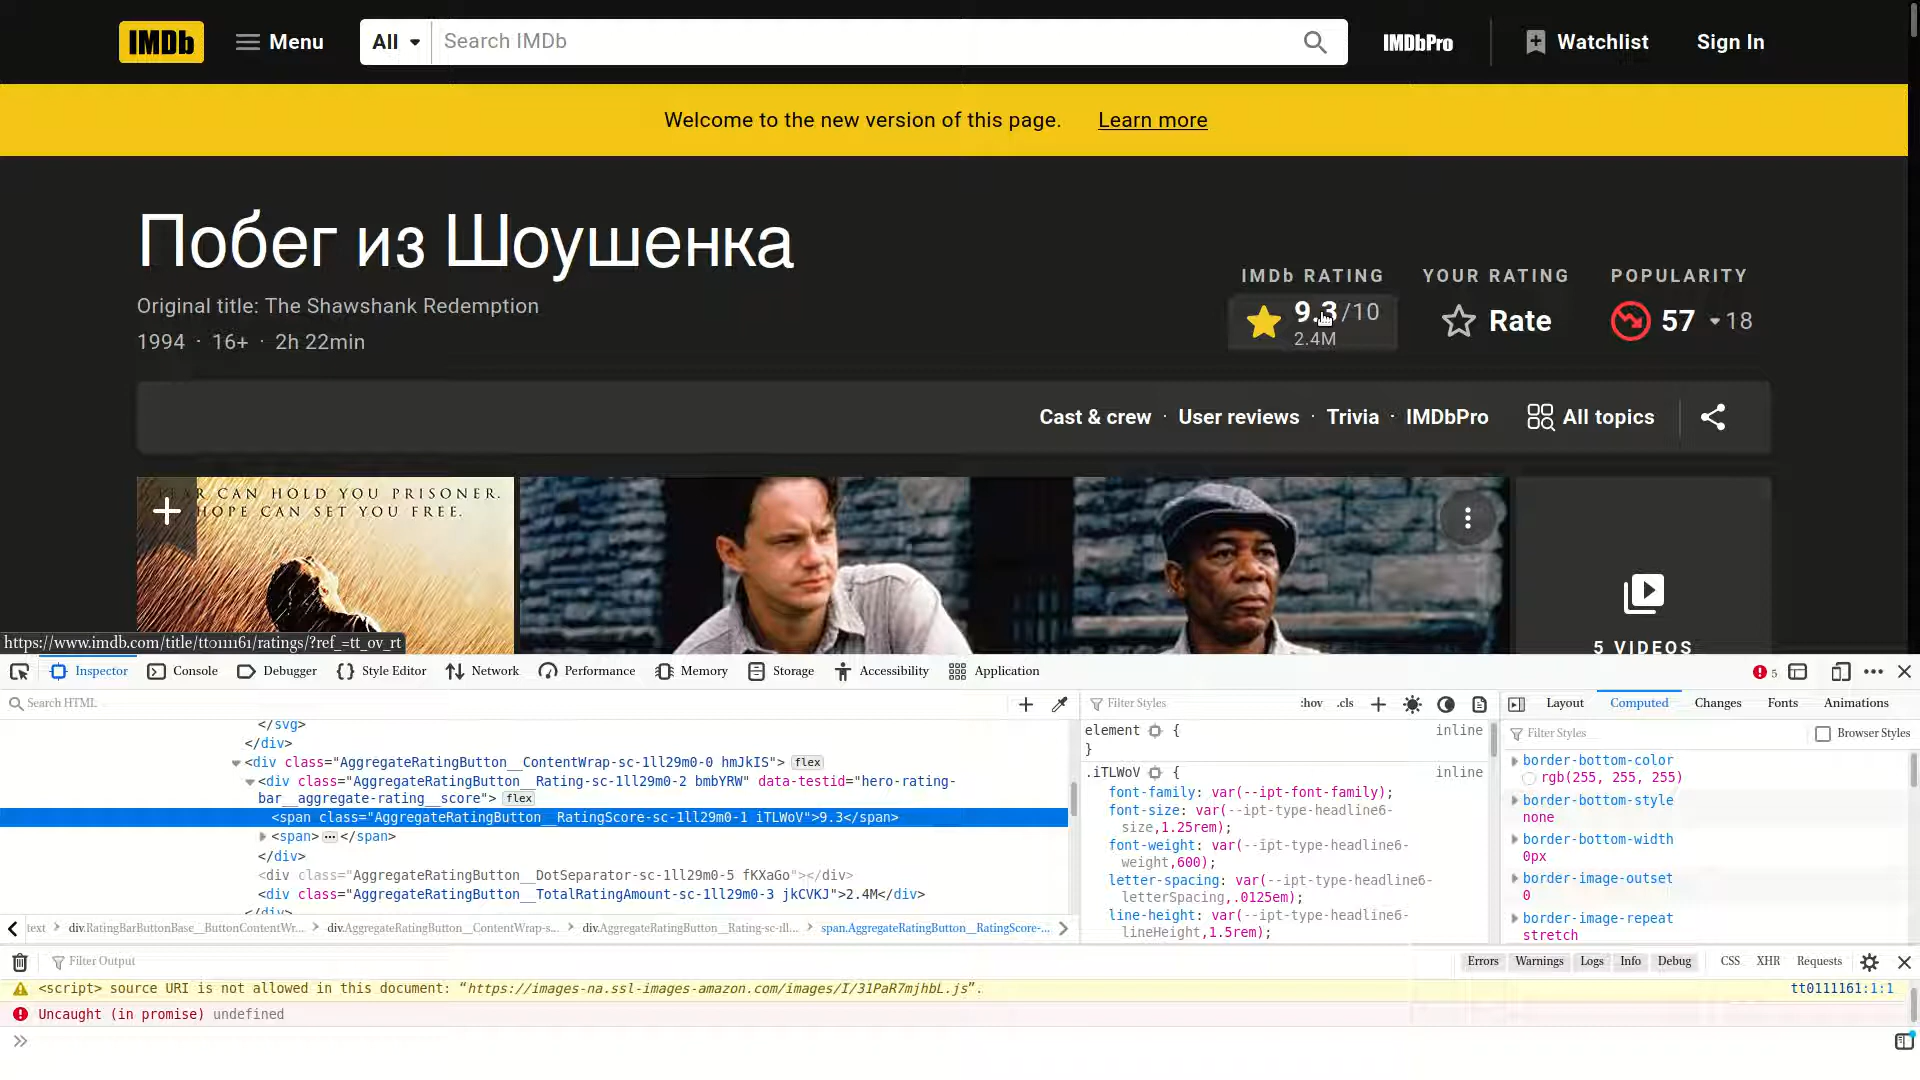 IMDb
Menu
All
Search IMDb
IMDbPro
Watchlist
Sign In
Welcome to the new version of this page. Learn more
Побег из Шоушенка
Original title: The Shawshank Redemption
1994 · 16+ · 2h 22min
IMDb RATING
9.3/10
2.4M
YOUR RATING
Rate
POPULARITY
57 18
Cast & crew · User reviews · Trivia · IMDbPro
All topics
CAN HOLD YOU PRISONER.
HOPE CAN SET YOU FREE.
5 VIDEOS
https://www.imdb.com/title/tt0111161/ratings/?ref_=tt_ov_rt
Inspector Console Debugger Style Editor Network Performance Memory Storage Accessibility Application
5
Search HTML
</svg>
</div>
<div class="AggregateRatingButton__ContentWrap-sc-1ll29m0-0 hmJkIS"> flex
<div class="AggregateRatingButton__Rating-sc-1ll29m0-2 bmbYRW" data-testid="hero-rating-
bar__aggregate-rating__score"> flex
<span class="AggregateRatingButton__RatingScore-sc-1ll29m0-1 iTLWoV">9.3</span>
<span> ⋯ </span>
</div>
<div class="AggregateRatingButton__DotSeparator-sc-1ll29m0-5 fKXaGo"></div>
<div class="AggregateRatingButton__TotalRatingAmount-sc-1ll29m0-3 jkCVKJ">2.4M</div>
text
div.RatingBarButtonBase__ButtonContentWr...
div.AggregateRatingButton__ContentWrap-s...
div.AggregateRatingButton__Rating-sc-1ll...
span.AggregateRatingButton__RatingScore-...
Filter Styles
:hov .cls
element {
inline
}
.iTLWoV {
inline
font-family: var(--ipt-font-family);
font-size: var(--ipt-type-headline6-
size,1.25rem);
font-weight: var(--ipt-type-headline6-
weight,600);
letter-spacing: var(--ipt-type-headline6-
letterSpacing,.0125em);
line-height: var(--ipt-type-headline6-
lineHeight,1.5rem);
Layout Computed Changes Fonts Animations
Filter Styles
Browser Styles
border-bottom-color
rgb(255, 255, 255)
border-bottom-style
none
border-bottom-width
0px
border-image-outset
0
border-image-repeat
stretch
Filter Output
Errors Warnings Logs Info Debug CSS XHR Requests
<script> source URI is not allowed in this document: “https://images-na.ssl-images-amazon.com/images/I/31PaR7mjhbL.js”.
tt0111161:1:1
Uncaught (in promise) undefined